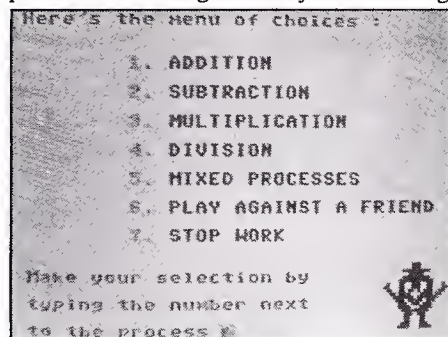 Here's the menu of choices :
1. ADDITION
2. SUBTRACTION
3. MULTIPLICATION
4. DIVISION
5. MIXED PROCESSES
6. PLAY AGAINST A FRIEND
7. STOP WORK
Make your selection by
typing the number next
to the process